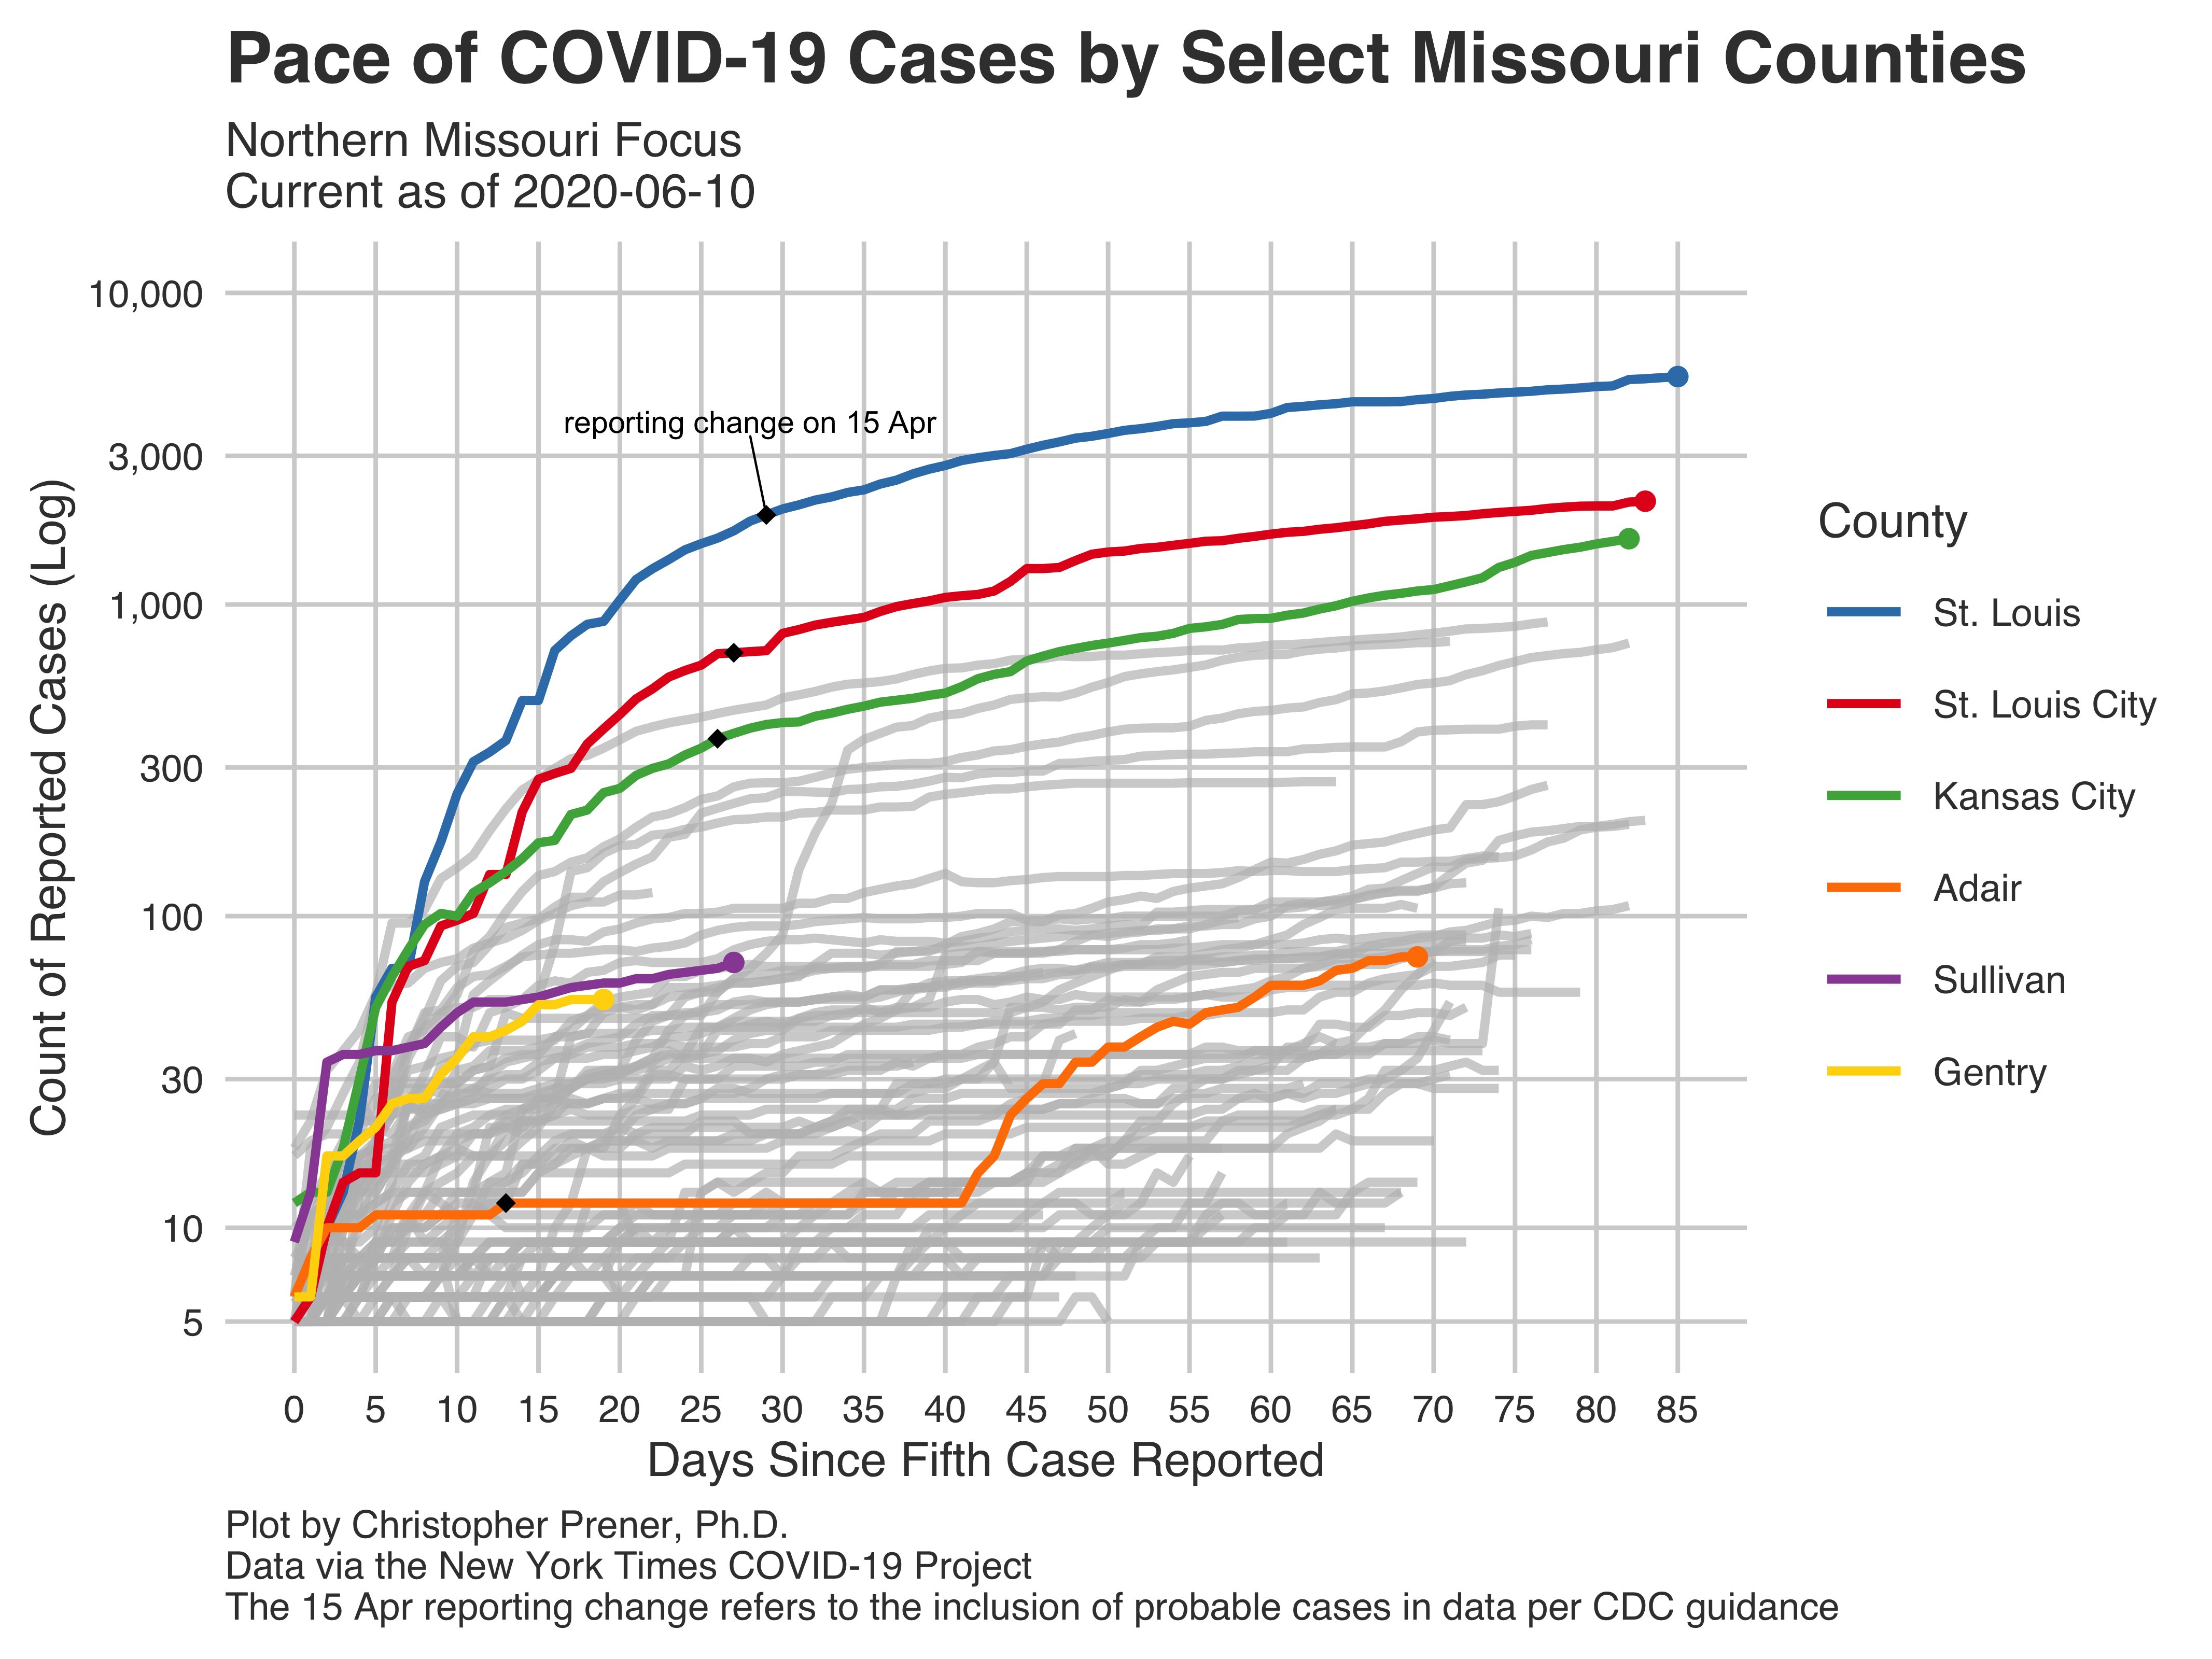 Pace of COVID-19 Cases by Select Missouri Counties
Northern Missouri Focus
Current as of 2020-06-10
Count of Reported Cases (Log)
10,000
3,000
1,000
300
100
30
10
5
reporting change on 15 Apr
0 5 10 15 20 25 30 35 40 45 50 55 60 65 70 75 80 85
Days Since Fifth Case Reported
County
St. Louis
St. Louis City
Kansas City
Adair
Sullivan
Gentry
Plot by Christopher Prener, Ph.D.
Data via the New York Times COVID-19 Project
The 15 Apr reporting change refers to the inclusion of probable cases in data per CDC guidance